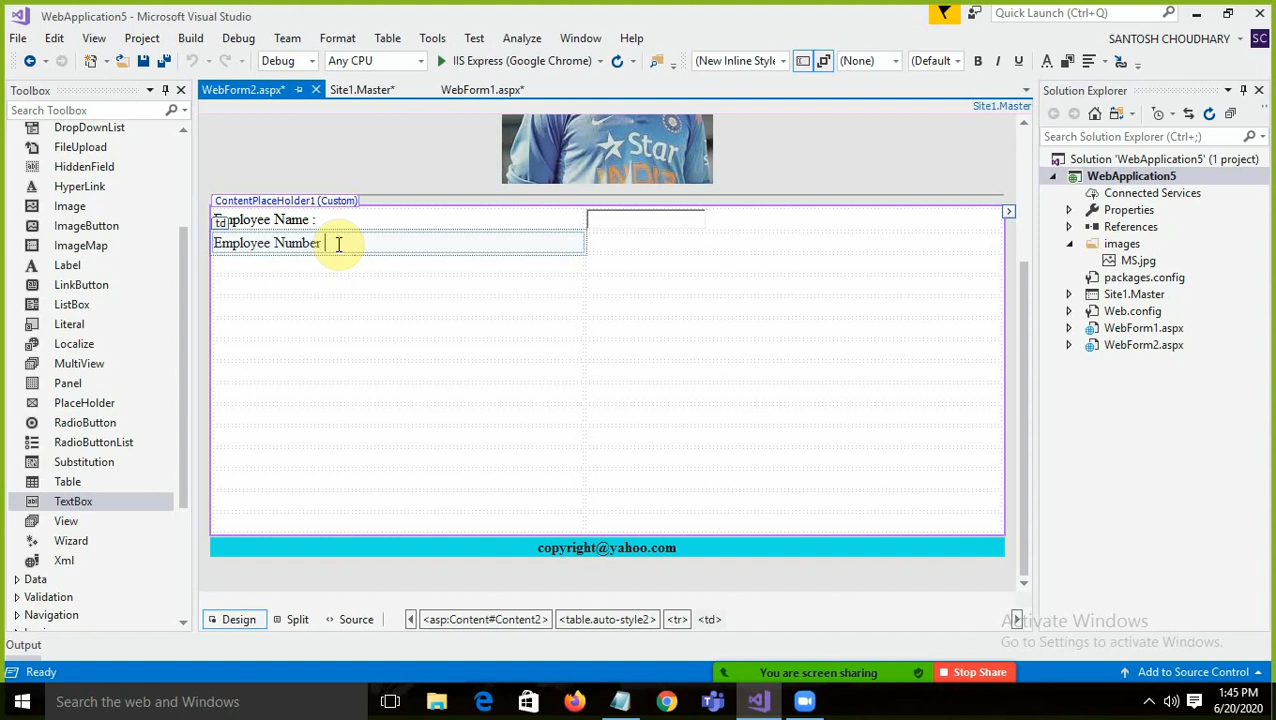 WebApplication5 - Microsoft Visual Studio
Quick Launch (Ctrl+Q)
File Edit View Project Build Debug Team Format Table Tools Test Analyze Window Help
SANTOSH CHOUDHARY SC
Debug Any CPU IIS Express (Google Chrome) (New Inline Style (None) (Default B I U A
Toolbox
WebForm2.aspx* Site1.Master* WebForm1.aspx*
Solution Explorer
Search Toolbox
Site1.Master
Search Solution Explorer (Ctrl+;)
DropDownList
FileUpload
HiddenField
HyperLink
Image
ImageButton
ImageMap
Label
LinkButton
ListBox
Literal
Localize
MultiView
Panel
PlaceHolder
RadioButton
RadioButtonList
Substitution
Table
TextBox
View
Wizard
Xml
Data
Validation
Navigation
Star
INDIA
ContentPlaceHolder1 (Custom)
td
Employee Name :
Employee Number
copyright@yahoo.com
Design Split Source <asp:Content#Content2> <table.auto-style2> <tr> <td>
Solution 'WebApplication5' (1 project)
WebApplication5
Connected Services
Properties
References
images
MS.jpg
packages.config
Site1.Master
Web.config
WebForm1.aspx
WebForm2.aspx
Activate Windows
Go to Settings to activate Windows.
Output
Ready
You are screen sharing Stop Share
Add to Source Control
Search the web and Windows
1:45 PM
6/20/2020